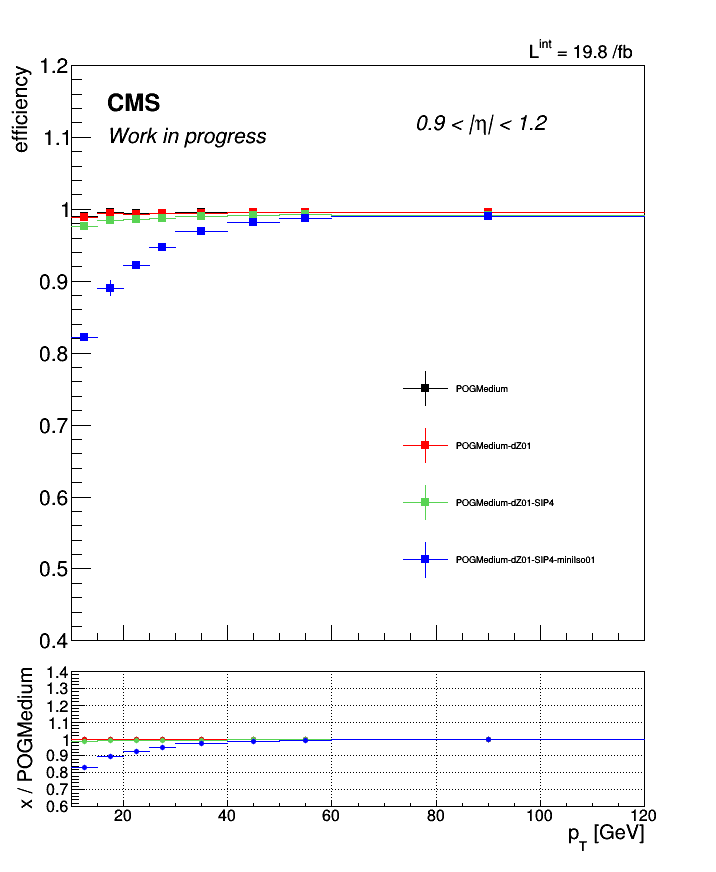 L^int = 19.8 /fb
1.2
efficiency
CMS
Work in progress
0.9 < |η| < 1.2
1.1
1
0.9
0.8
0.7
0.6
0.5
0.4
POGMedium
POGMedium-dZ01
POGMedium-dZ01-SIP4
POGMedium-dZ01-SIP4-miniIso01
x / POGMedium
1.4
1.3
1.2
1.1
1
0.9
0.8
0.7
0.6
20 40 60 80 100 120
p_T [GeV]